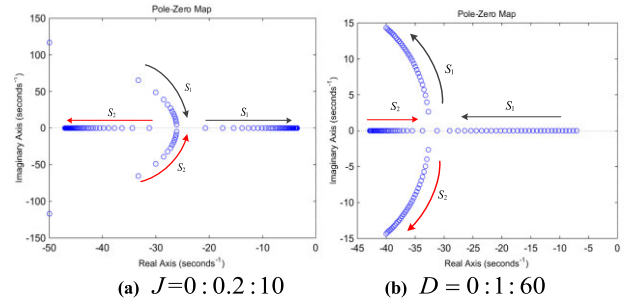 Pole-Zero Map
Pole-Zero Map
Imaginary Axis (seconds⁻¹)
150
100
50
0
-50
-100
-150
S₁
S₂
S₁
S₂
-50
-40
-30
-20
-10
0
Real Axis (seconds⁻¹)
Imaginary Axis (seconds⁻¹)
15
10
5
0
-5
-10
-15
S₁
S₂
S₁
S₂
-45
-40
-35
-30
-25
-20
-15
-10
-5
0
Real Axis (seconds⁻¹)
(a) J=0:0.2:10
(b) D = 0:1:60